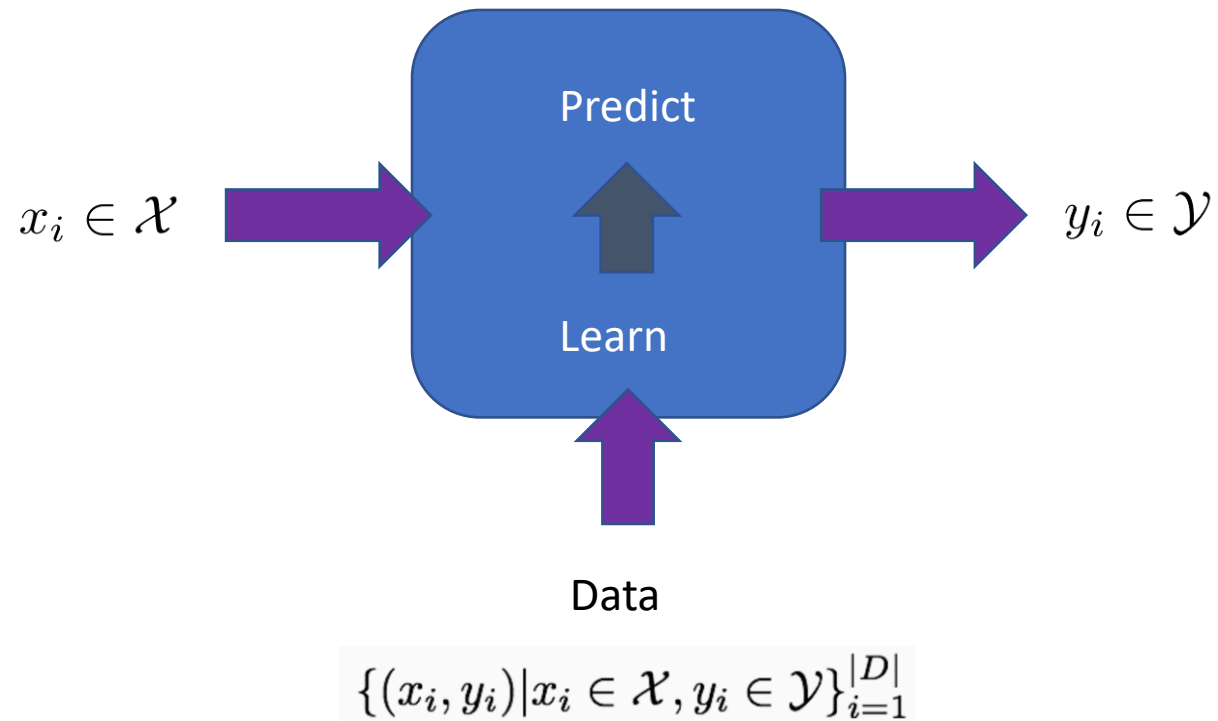 Predict
x_i ∈ 𝒳
y_i ∈ 𝒴
Learn
Data
{(x_i, y_i)|x_i ∈ 𝒳, y_i ∈ 𝒴}_{i=1}^{|D|}